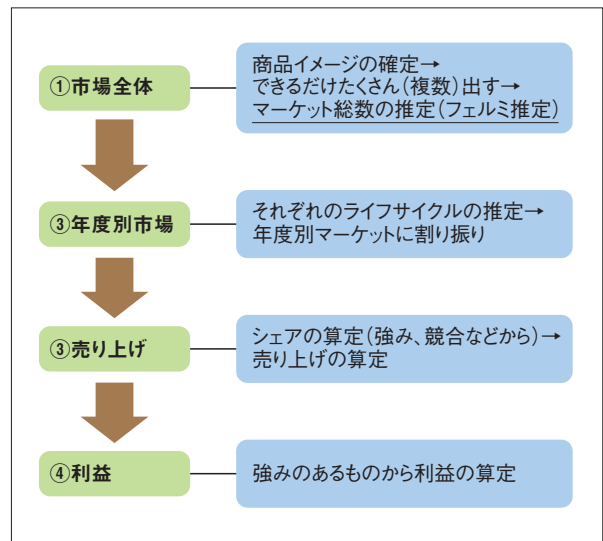 ①市場全体
商品イメージの確定→
できるだけたくさん(複数)出す→
マーケット総数の推定(フェルミ推定)
③年度別市場
それぞれのライフサイクルの推定→
年度別マーケットに割り振り
③売り上げ
シェアの算定(強み、競合などから)→
売り上げの算定
④利益
強みのあるものから利益の算定